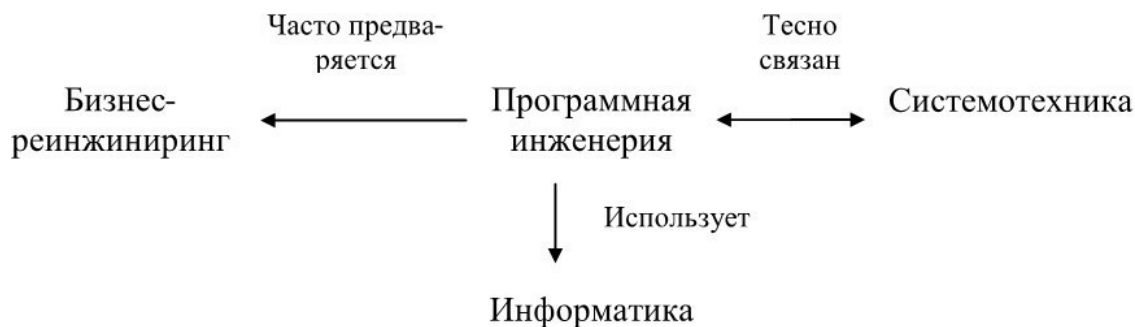 Часто предва-
ряется
Тесно
связан
Бизнес-
реинжиниринг
Программная
инженерия
Системотехника
Использует
Информатика